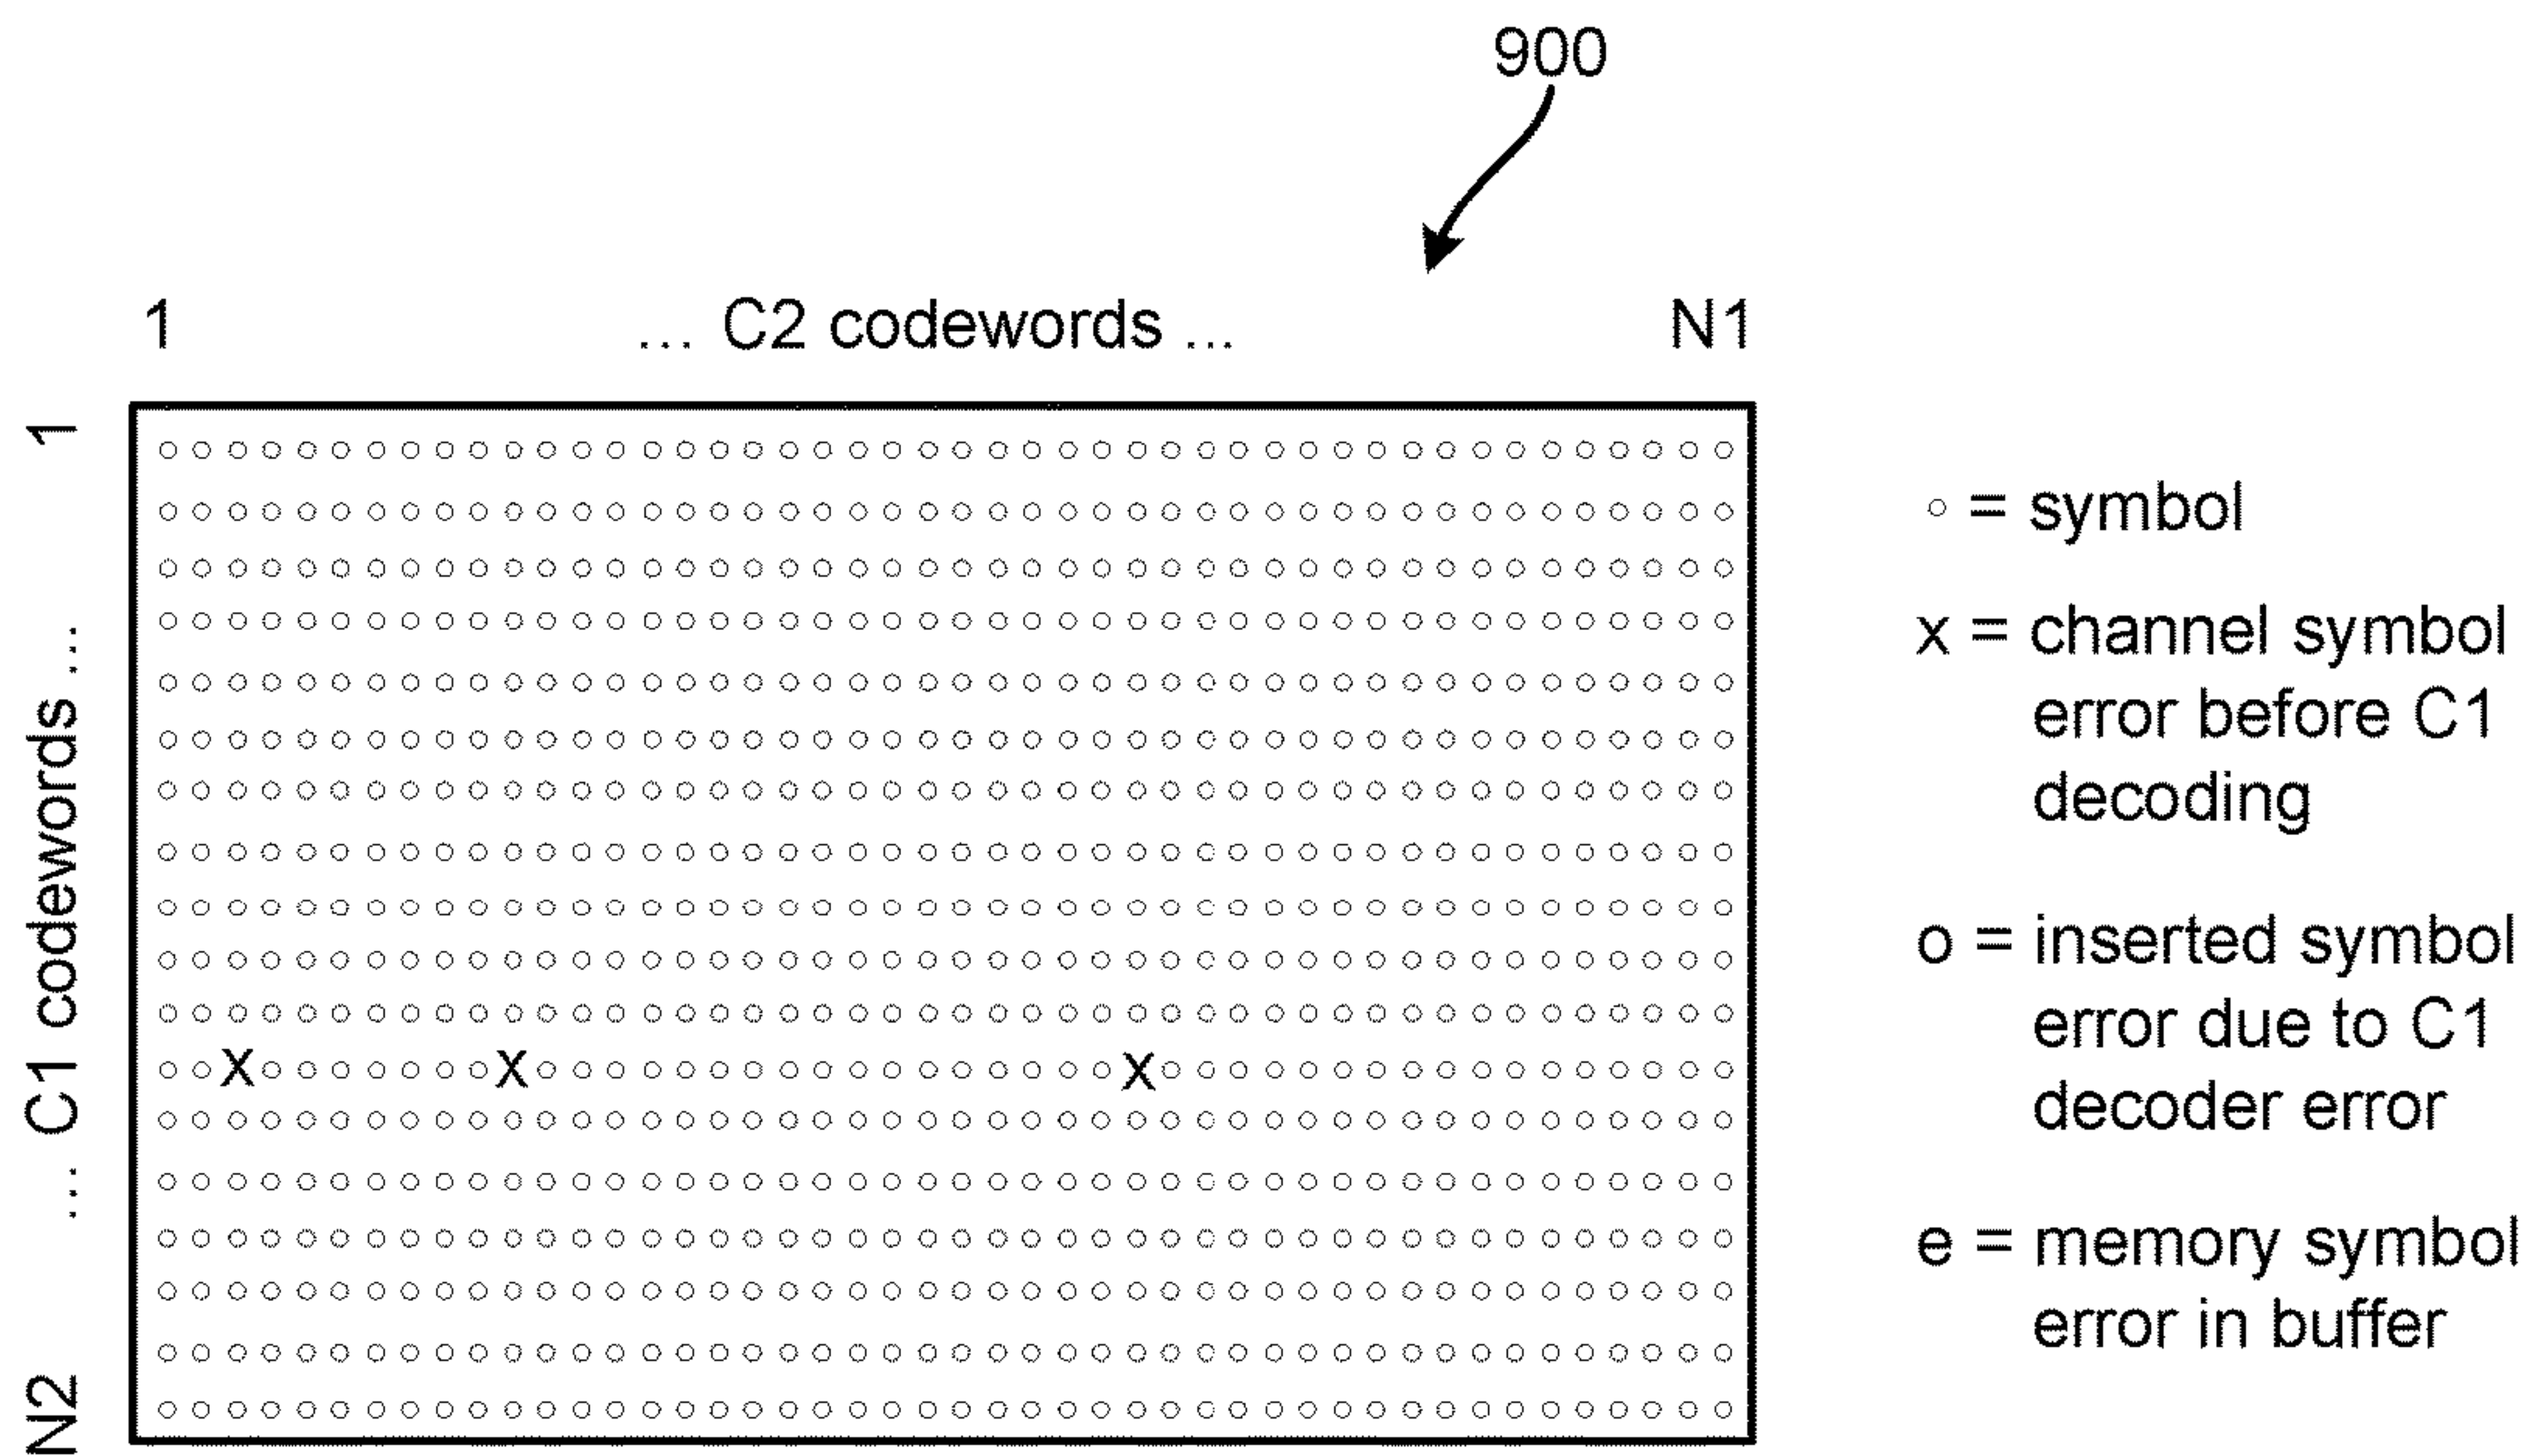 900
1 ... C2 codewords ... N1
1 ... C1 codewords ... N2
○ = symbol
x = channel symbol
error before C1
decoding
o = inserted symbol
error due to C1
decoder error
e = memory symbol
error in buffer
X X X